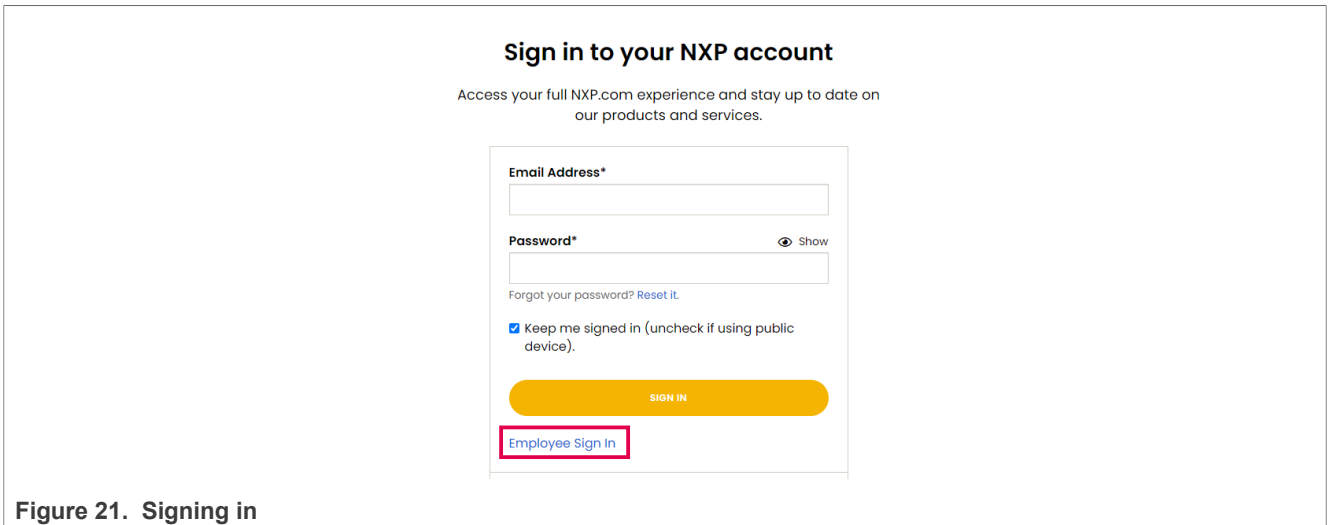 Sign in to your NXP account
Access your full NXP.com experience and stay up to date on
our products and services.
Email Address*
Password* Show
Forgot your password? Reset it.
Keep me signed in (uncheck if using public
device).
SIGN IN
Employee Sign In
Figure 21. Signing in